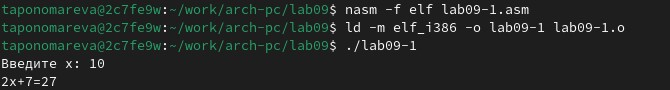 taponomareva@2c7fe9w:~/work/arch-pc/lab09$ nasm -f elf lab09-1.asm
taponomareva@2c7fe9w:~/work/arch-pc/lab09$ ld -m elf_i386 -o lab09-1 lab09-1.o
taponomareva@2c7fe9w:~/work/arch-pc/lab09$ ./lab09-1
Введите x: 10
2x+7=27